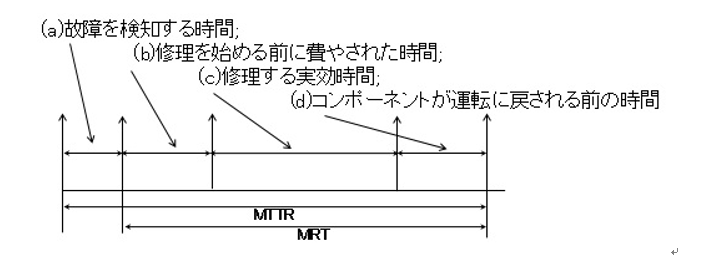 (a)故障を検知する時間;
(b)修理を始める前に費やされた時間;
(c)修理する実効時間;
(d)コンポーネントが運転に戻される前の時間
MTTR
MRT